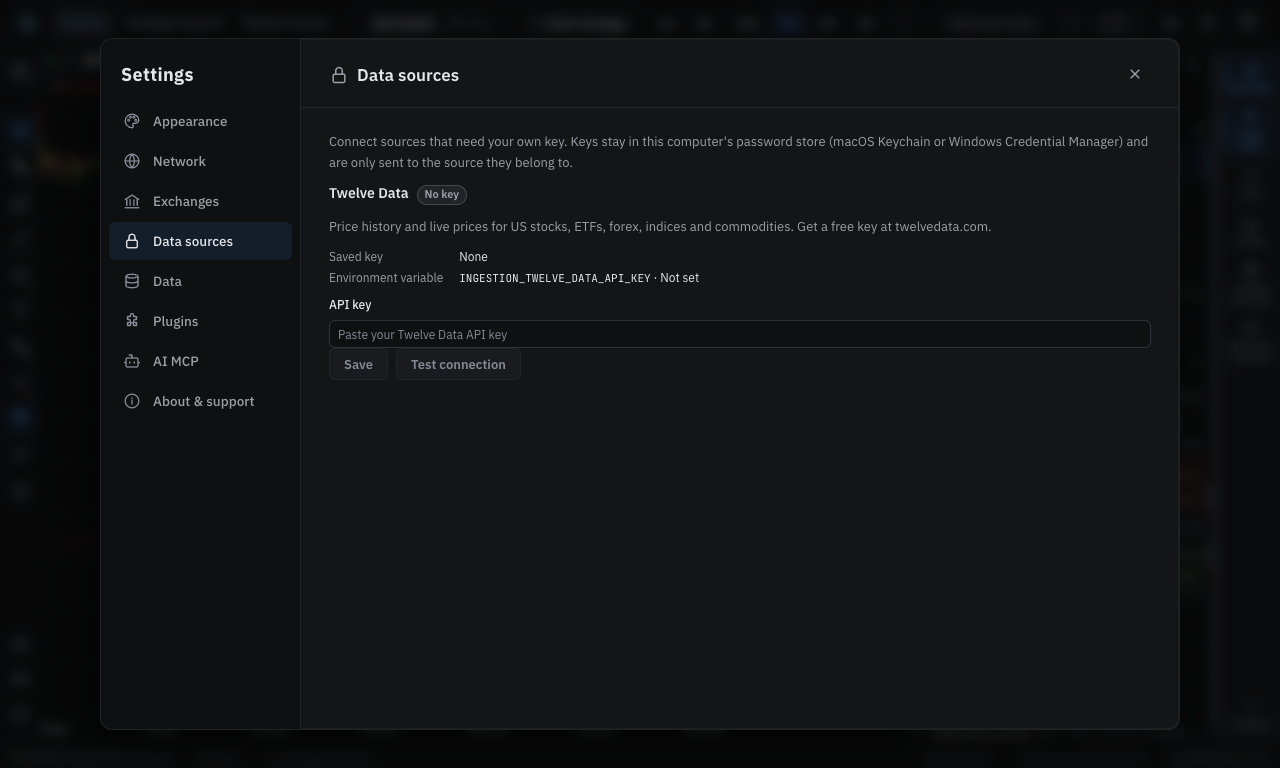 Settings
Appearance
Network
Exchanges
Data sources
Data
Plugins
AI MCP
About & support
Data sources
Connect sources that need your own key. Keys stay in this computer's password store (macOS Keychain or Windows Credential Manager) and
are only sent to the source they belong to.
Twelve Data No key
Price history and live prices for US stocks, ETFs, forex, indices and commodities. Get a free key at twelvedata.com.
Saved key None
Environment variable INGESTION_TWELVE_DATA_API_KEY · Not set
API key
Paste your Twelve Data API key
Save Test connection